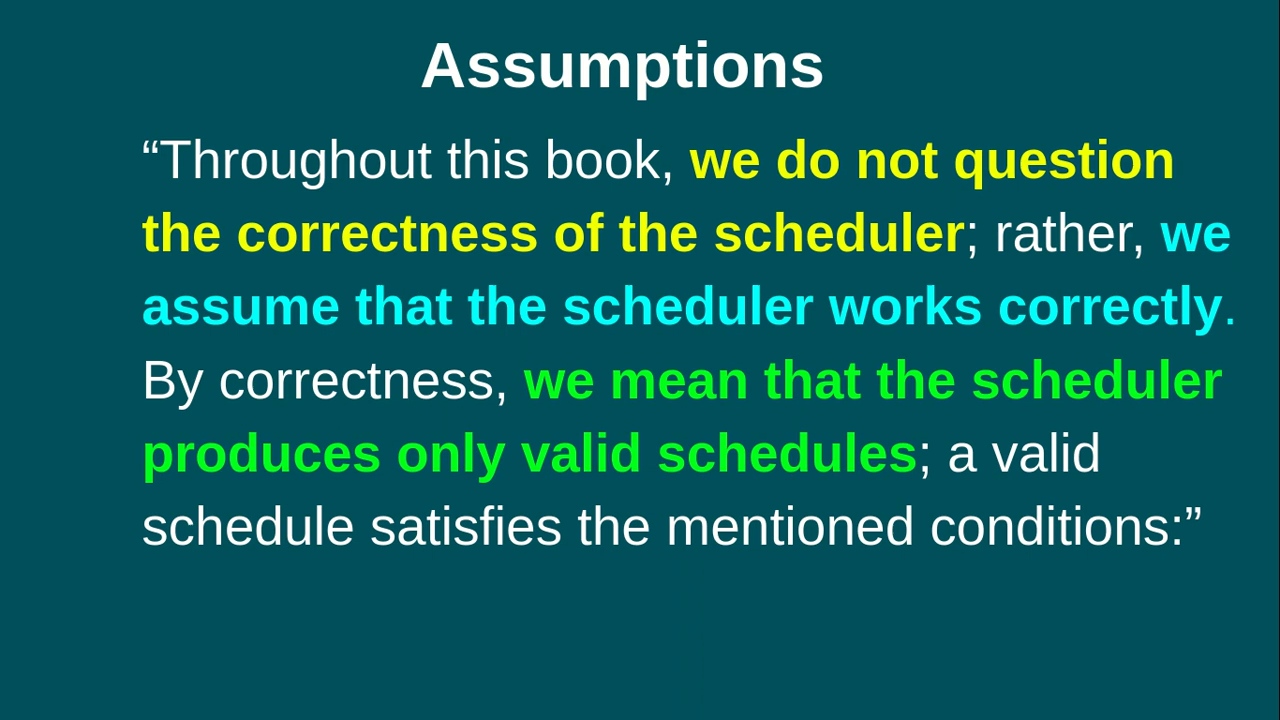 Assumptions
“Throughout this book, we do not question
the correctness of the scheduler; rather, we
assume that the scheduler works correctly.
By correctness, we mean that the scheduler
produces only valid schedules; a valid
schedule satisfies the mentioned conditions:”